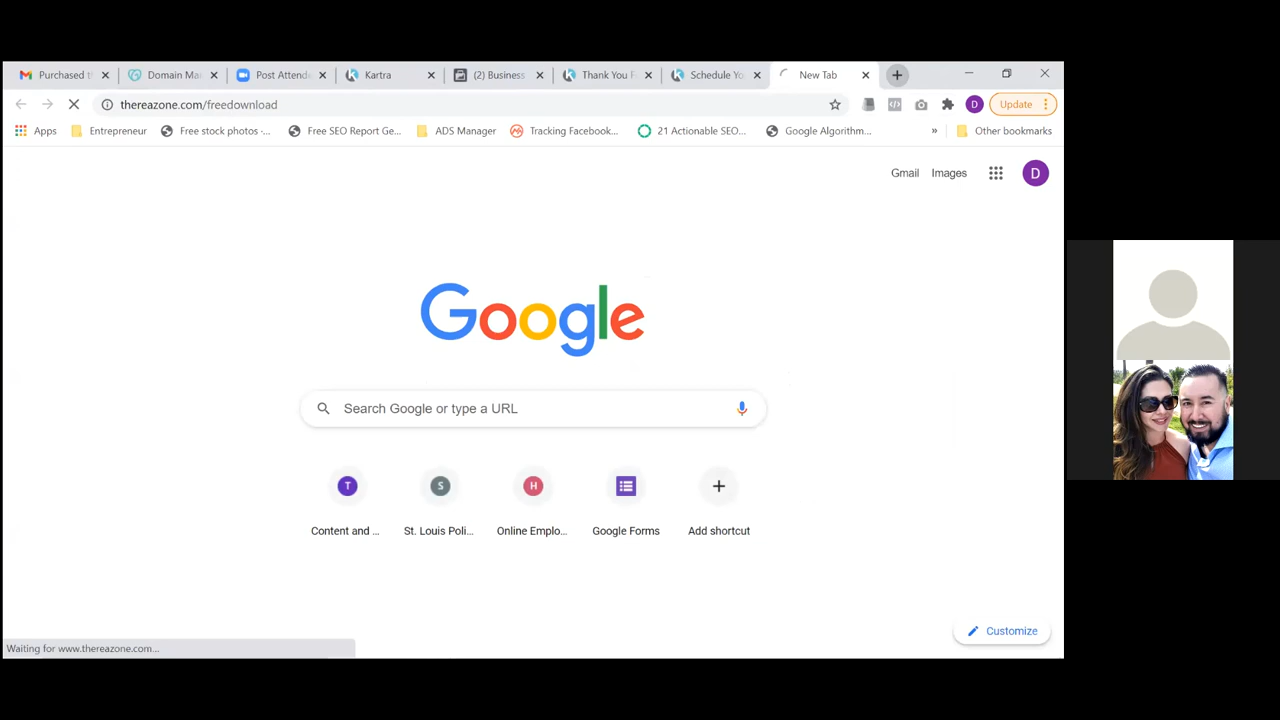 Purchased t
Domain Ma
Post Attend
Kartra
(2) Business
Thank You F
Schedule Yo
New Tab
thereazone.com/freedownload
D
Update
Apps
Entrepreneur
Free stock photos -...
Free SEO Report Ge...
ADS Manager
Tracking Facebook...
21 Actionable SEO...
Google Algorithm...
»
Other bookmarks
Gmail
Images
D
Google
Search Google or type a URL
T
S
H
Content and ...
St. Louis Poli...
Online Emplo...
Google Forms
Add shortcut
Customize
Waiting for www.thereazone.com...